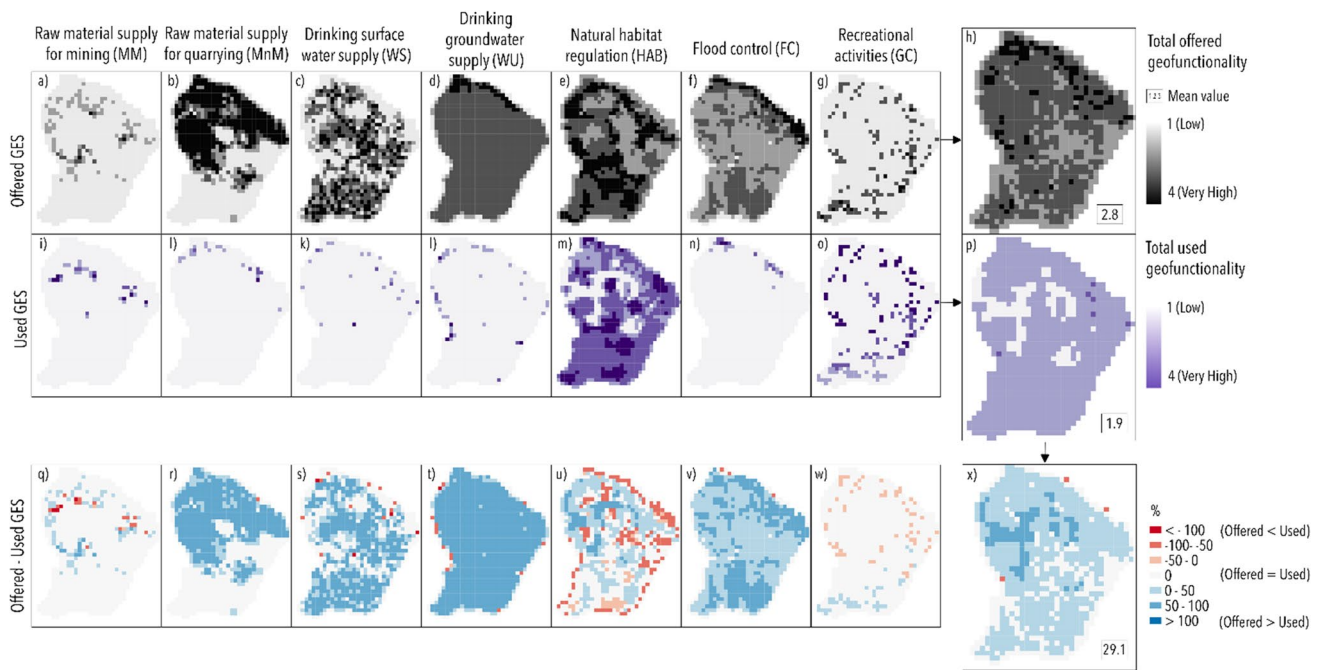 Raw material supply
for mining (MM)
Raw material supply
for quarrying (MnM)
Drinking surface
water supply (WS)
Drinking
groundwater
supply (WU)
Natural habitat
regulation (HAB)
Flood control (FC)
Recreational
activities (GC)
Offered GES
a)
b)
c)
d)
e)
f)
g)
h)
2.8
Total offered
geofunctionality
1 2 3 Mean value
1 (Low)
4 (Very High)
Used GES
i)
l)
k)
l)
m)
n)
o)
p)
1.9
Total used
geofunctionality
1 (Low)
4 (Very High)
Offered - Used GES
q)
r)
s)
t)
u)
v)
w)
x)
29.1
%
< - 100 (Offered < Used)
-100- -50
-50 - 0
0 (Offered = Used)
0 - 50
50 - 100
> 100 (Offered > Used)